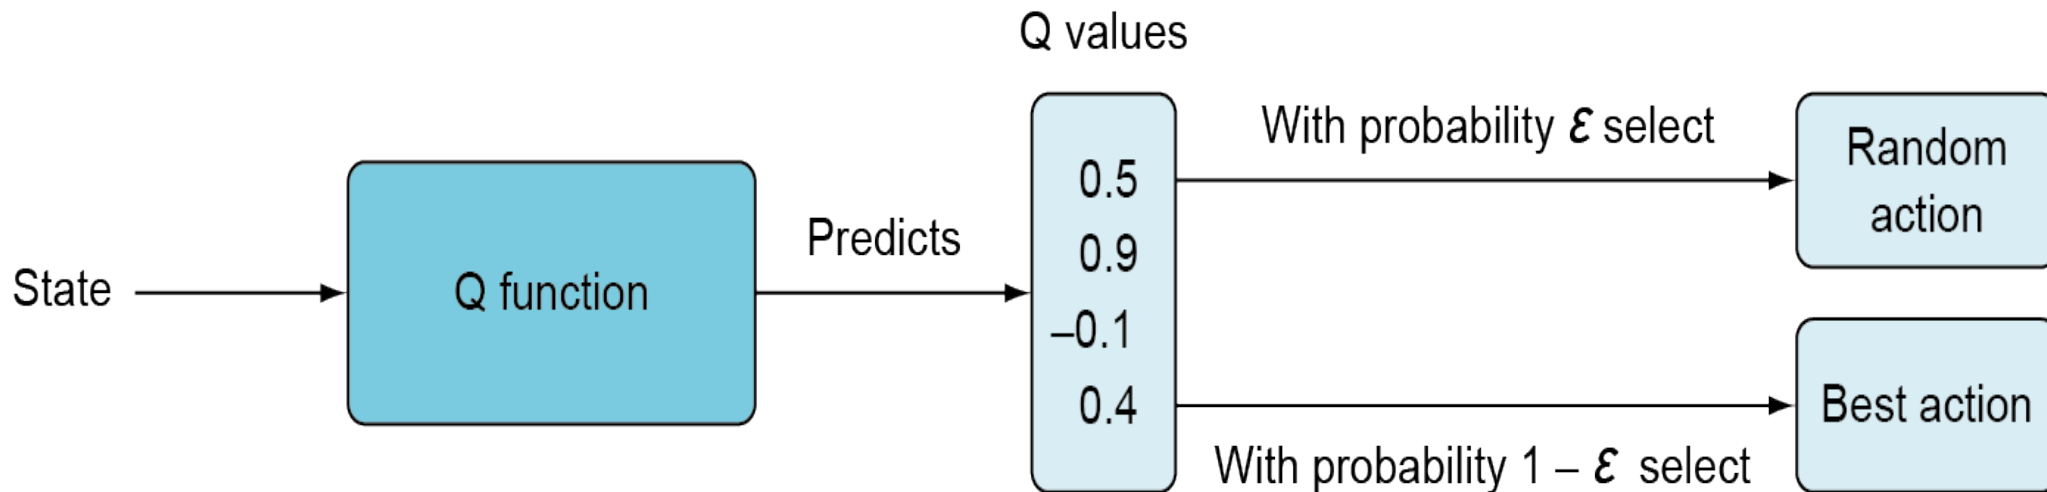 Q values
State
Q function
Predicts
0.5
0.9
–0.1
0.4
With probability ε select
Random
action
With probability 1 – ε select
Best action